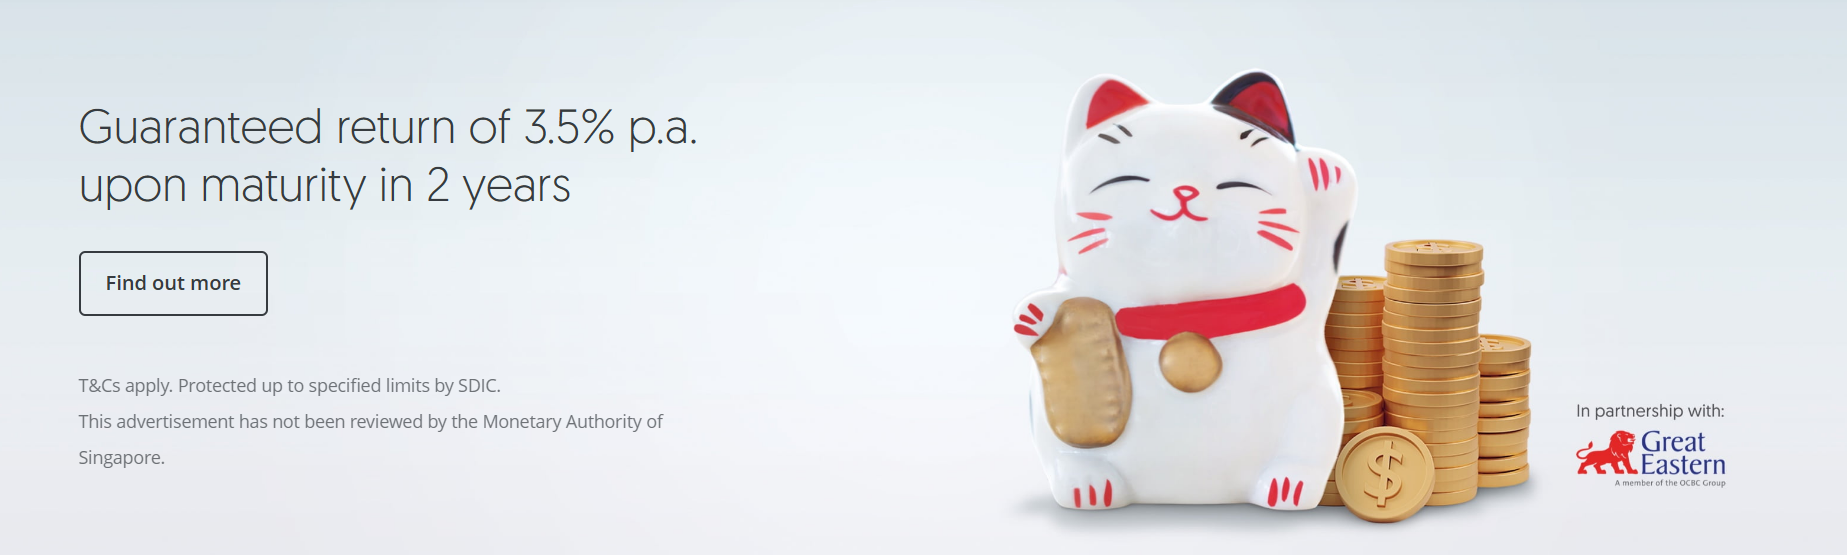 Guaranteed return of 3.5% p.a.
upon maturity in 2 years
Find out more
T&Cs apply. Protected up to specified limits by SDIC.
This advertisement has not been reviewed by the Monetary Authority of
Singapore.
In partnership with:
Great
Eastern
A member of the OCBC Group
$